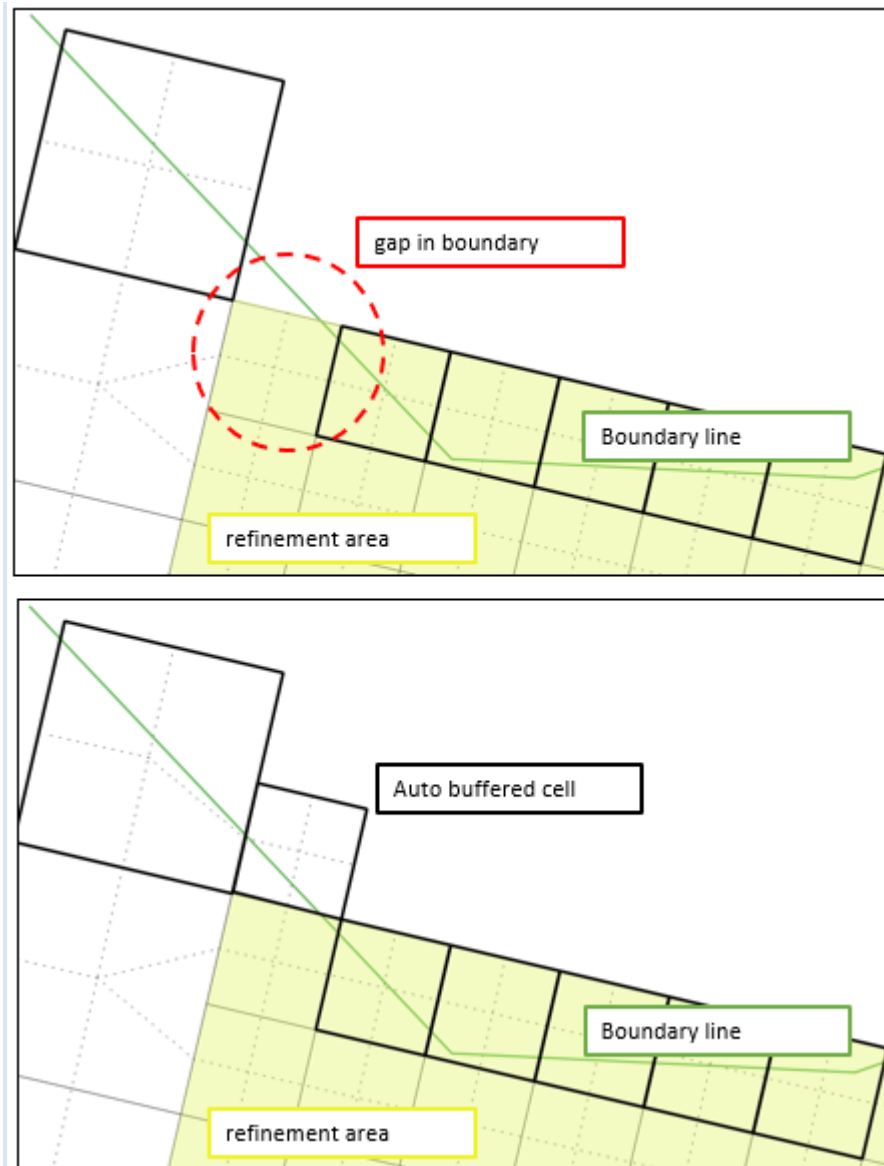 gap in boundary
Boundary line
refinement area
Auto buffered cell
Boundary line
refinement area